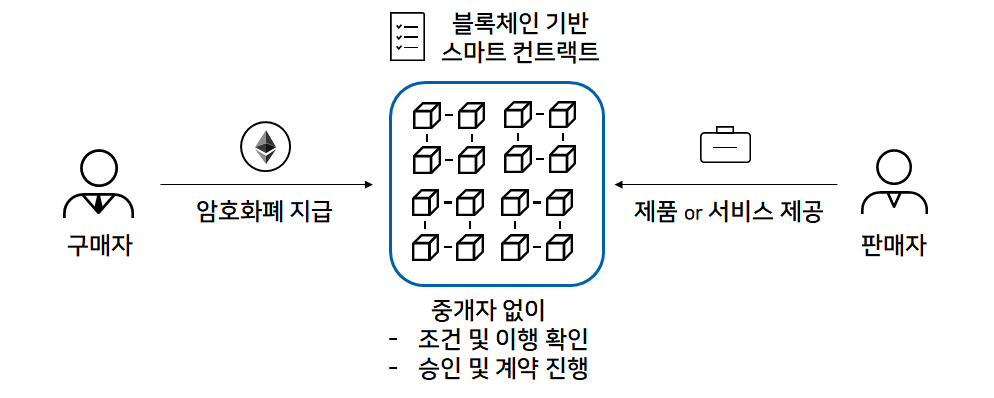 블록체인 기반
스마트 컨트랙트
구매자
암호화폐 지급
제품 or 서비스 제공
판매자
중개자 없이
- 조건 및 이행 확인
- 승인 및 계약 진행